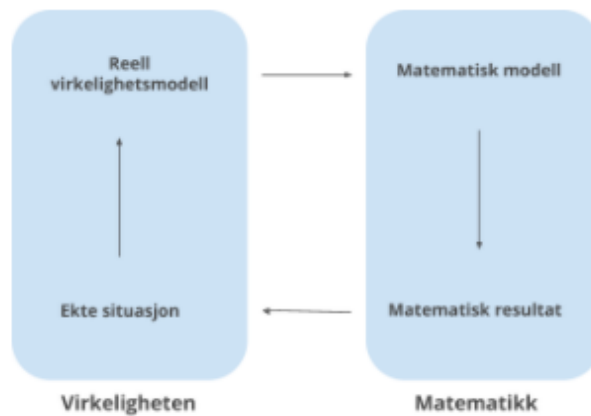 Reell
virkelighetsmodell
Matematisk modell
Ekte situasjon
Matematisk resultat
Virkeligheten
Matematikk